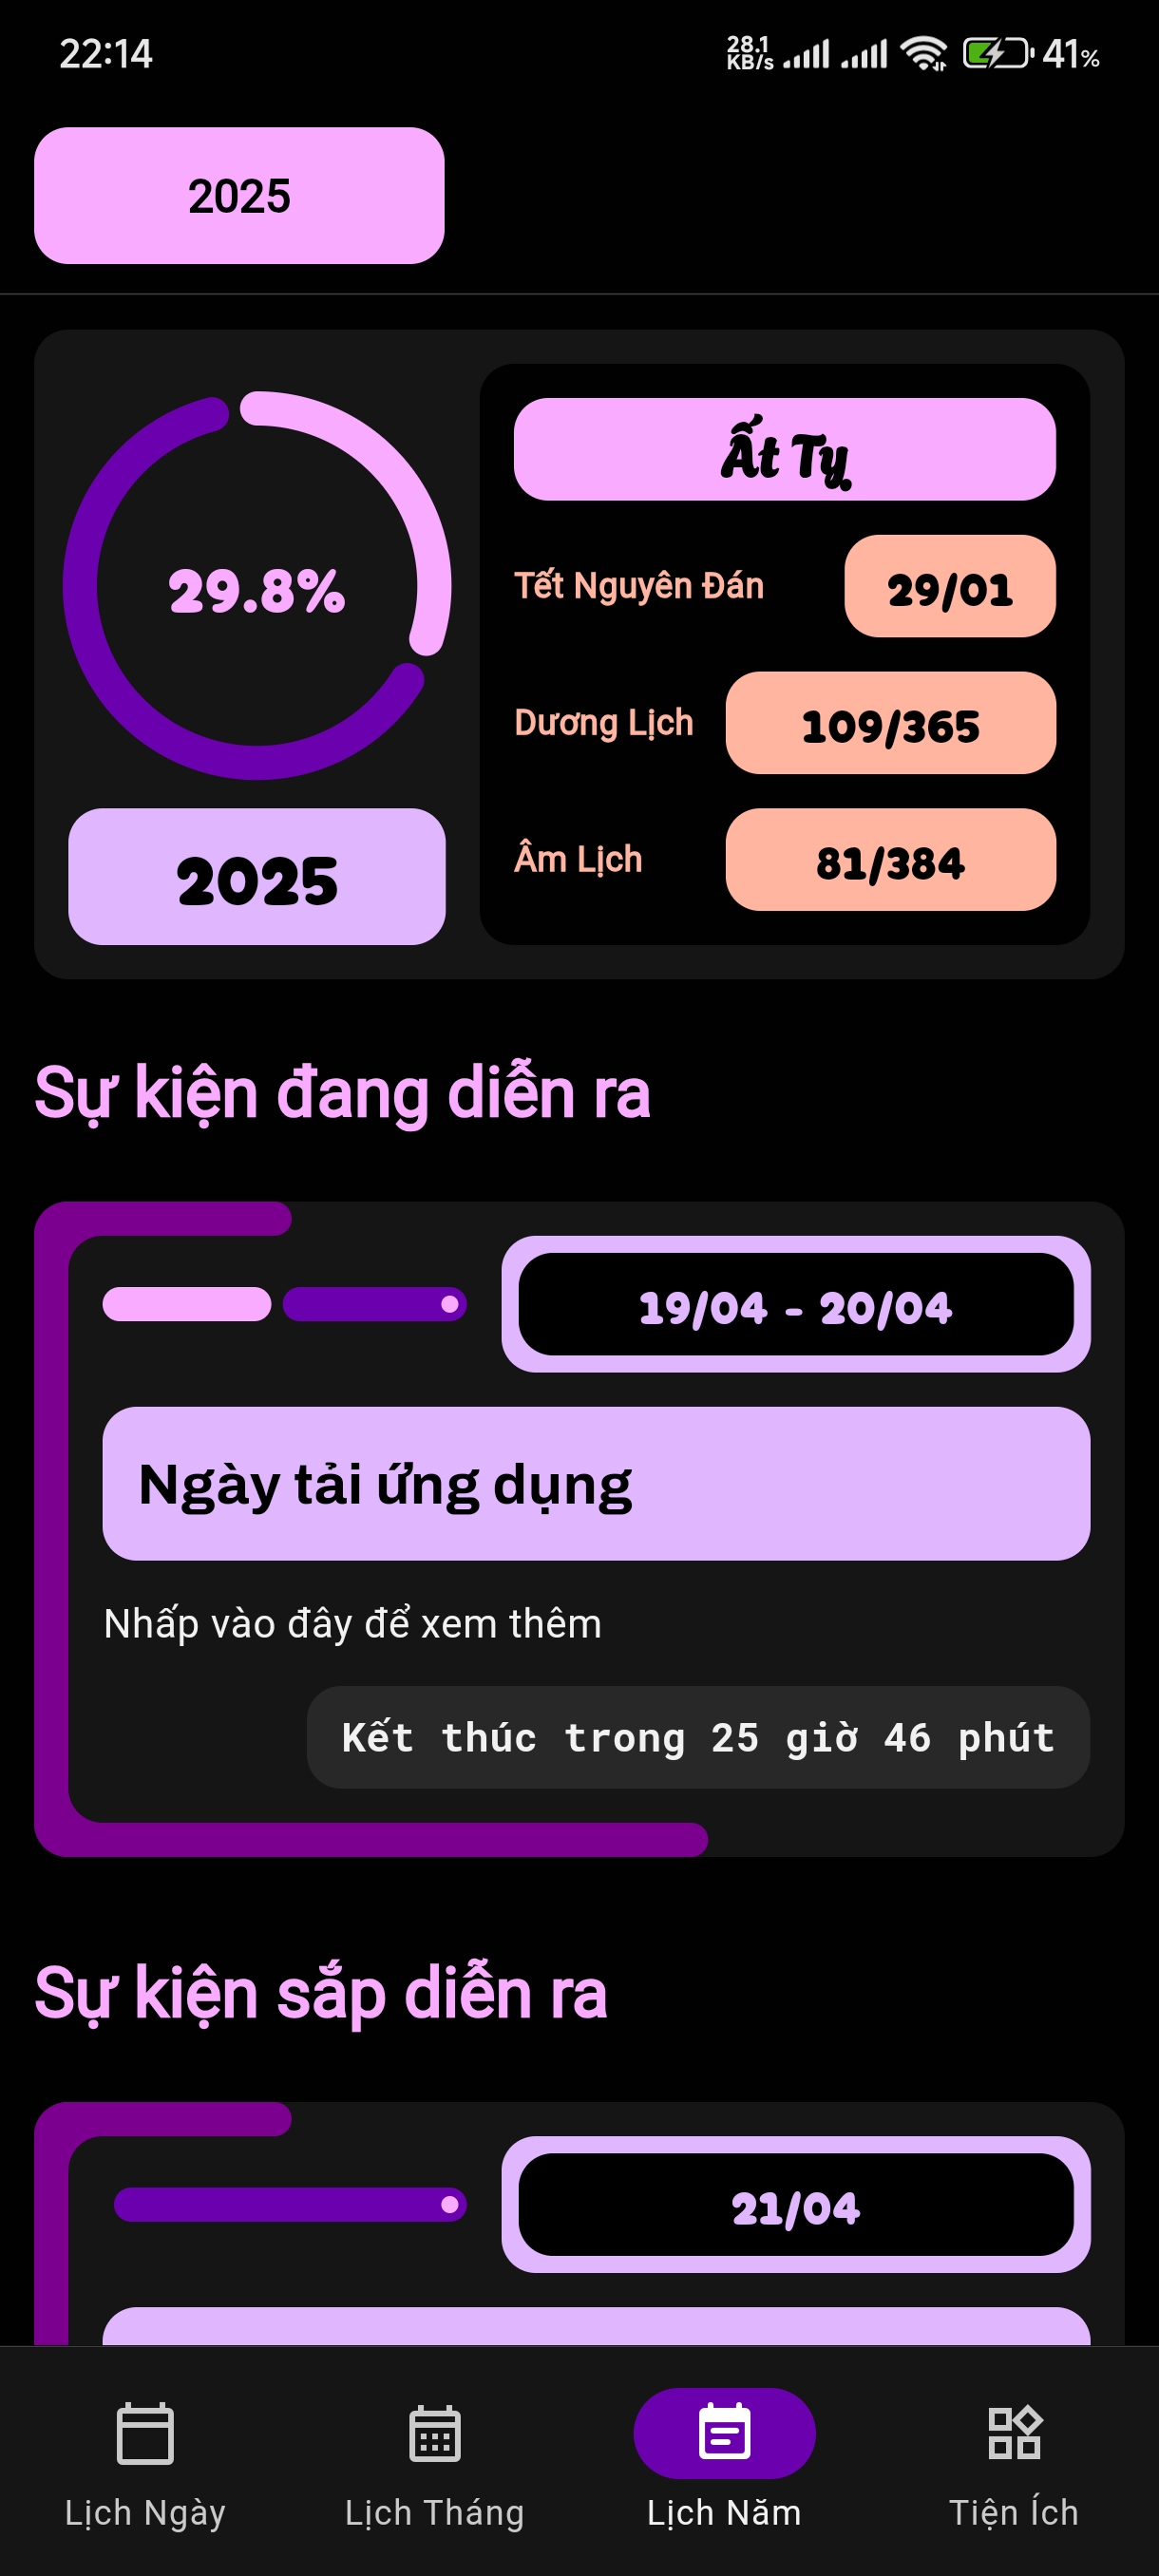 22:14
28.1
KB/s
41%
2025
29.8%
2025
Ất Tỵ
Tết Nguyên Đán
29/01
Dương Lịch
109/365
Âm Lịch
81/384
Sự kiện đang diễn ra
19/04 - 20/04
Ngày tải ứng dụng
Nhấp vào đây để xem thêm
Kết thúc trong 25 giờ 46 phút
Sự kiện sắp diễn ra
21/04
Lịch Ngày
Lịch Tháng
Lịch Năm
Tiện Ích